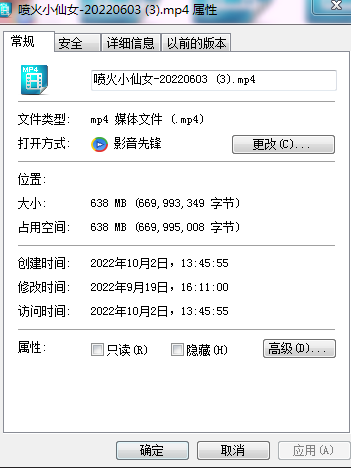 喷火小仙女-20220603 (3).mp4 属性
常规 安全 详细信息 以前的版本
MP4
喷火小仙女-20220603 (3).mp4
文件类型: mp4 媒体文件 (.mp4)
打开方式: 影音先锋 更改(C)...
位置:
大小: 638 MB (669,993,349 字节)
占用空间: 638 MB (669,995,008 字节)
创建时间: 2022年10月2日，13:45:55
修改时间: 2022年9月19日，16:11:00
访问时间: 2022年10月2日，13:45:55
属性: 只读(R) 隐藏(H) 高级(D)...
确定 取消 应用(A)